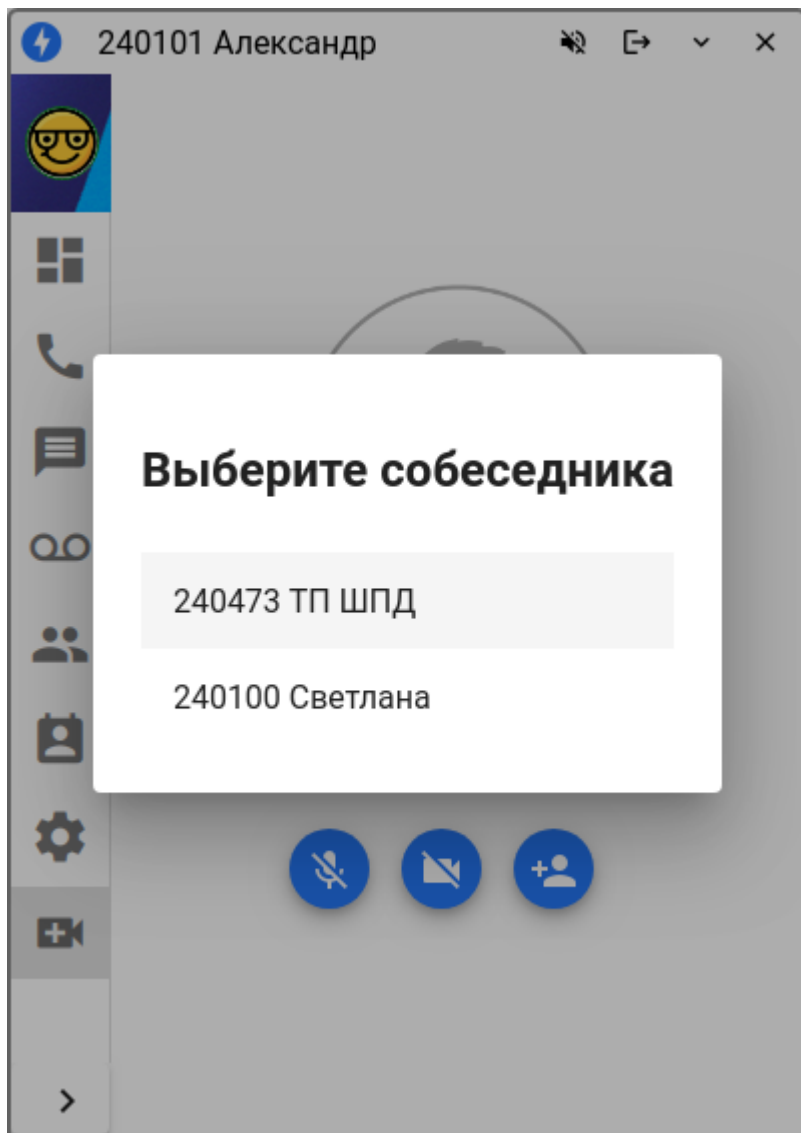 240101 Александр
Выберите собеседника
240473 ТП ШПД
240100 Светлана